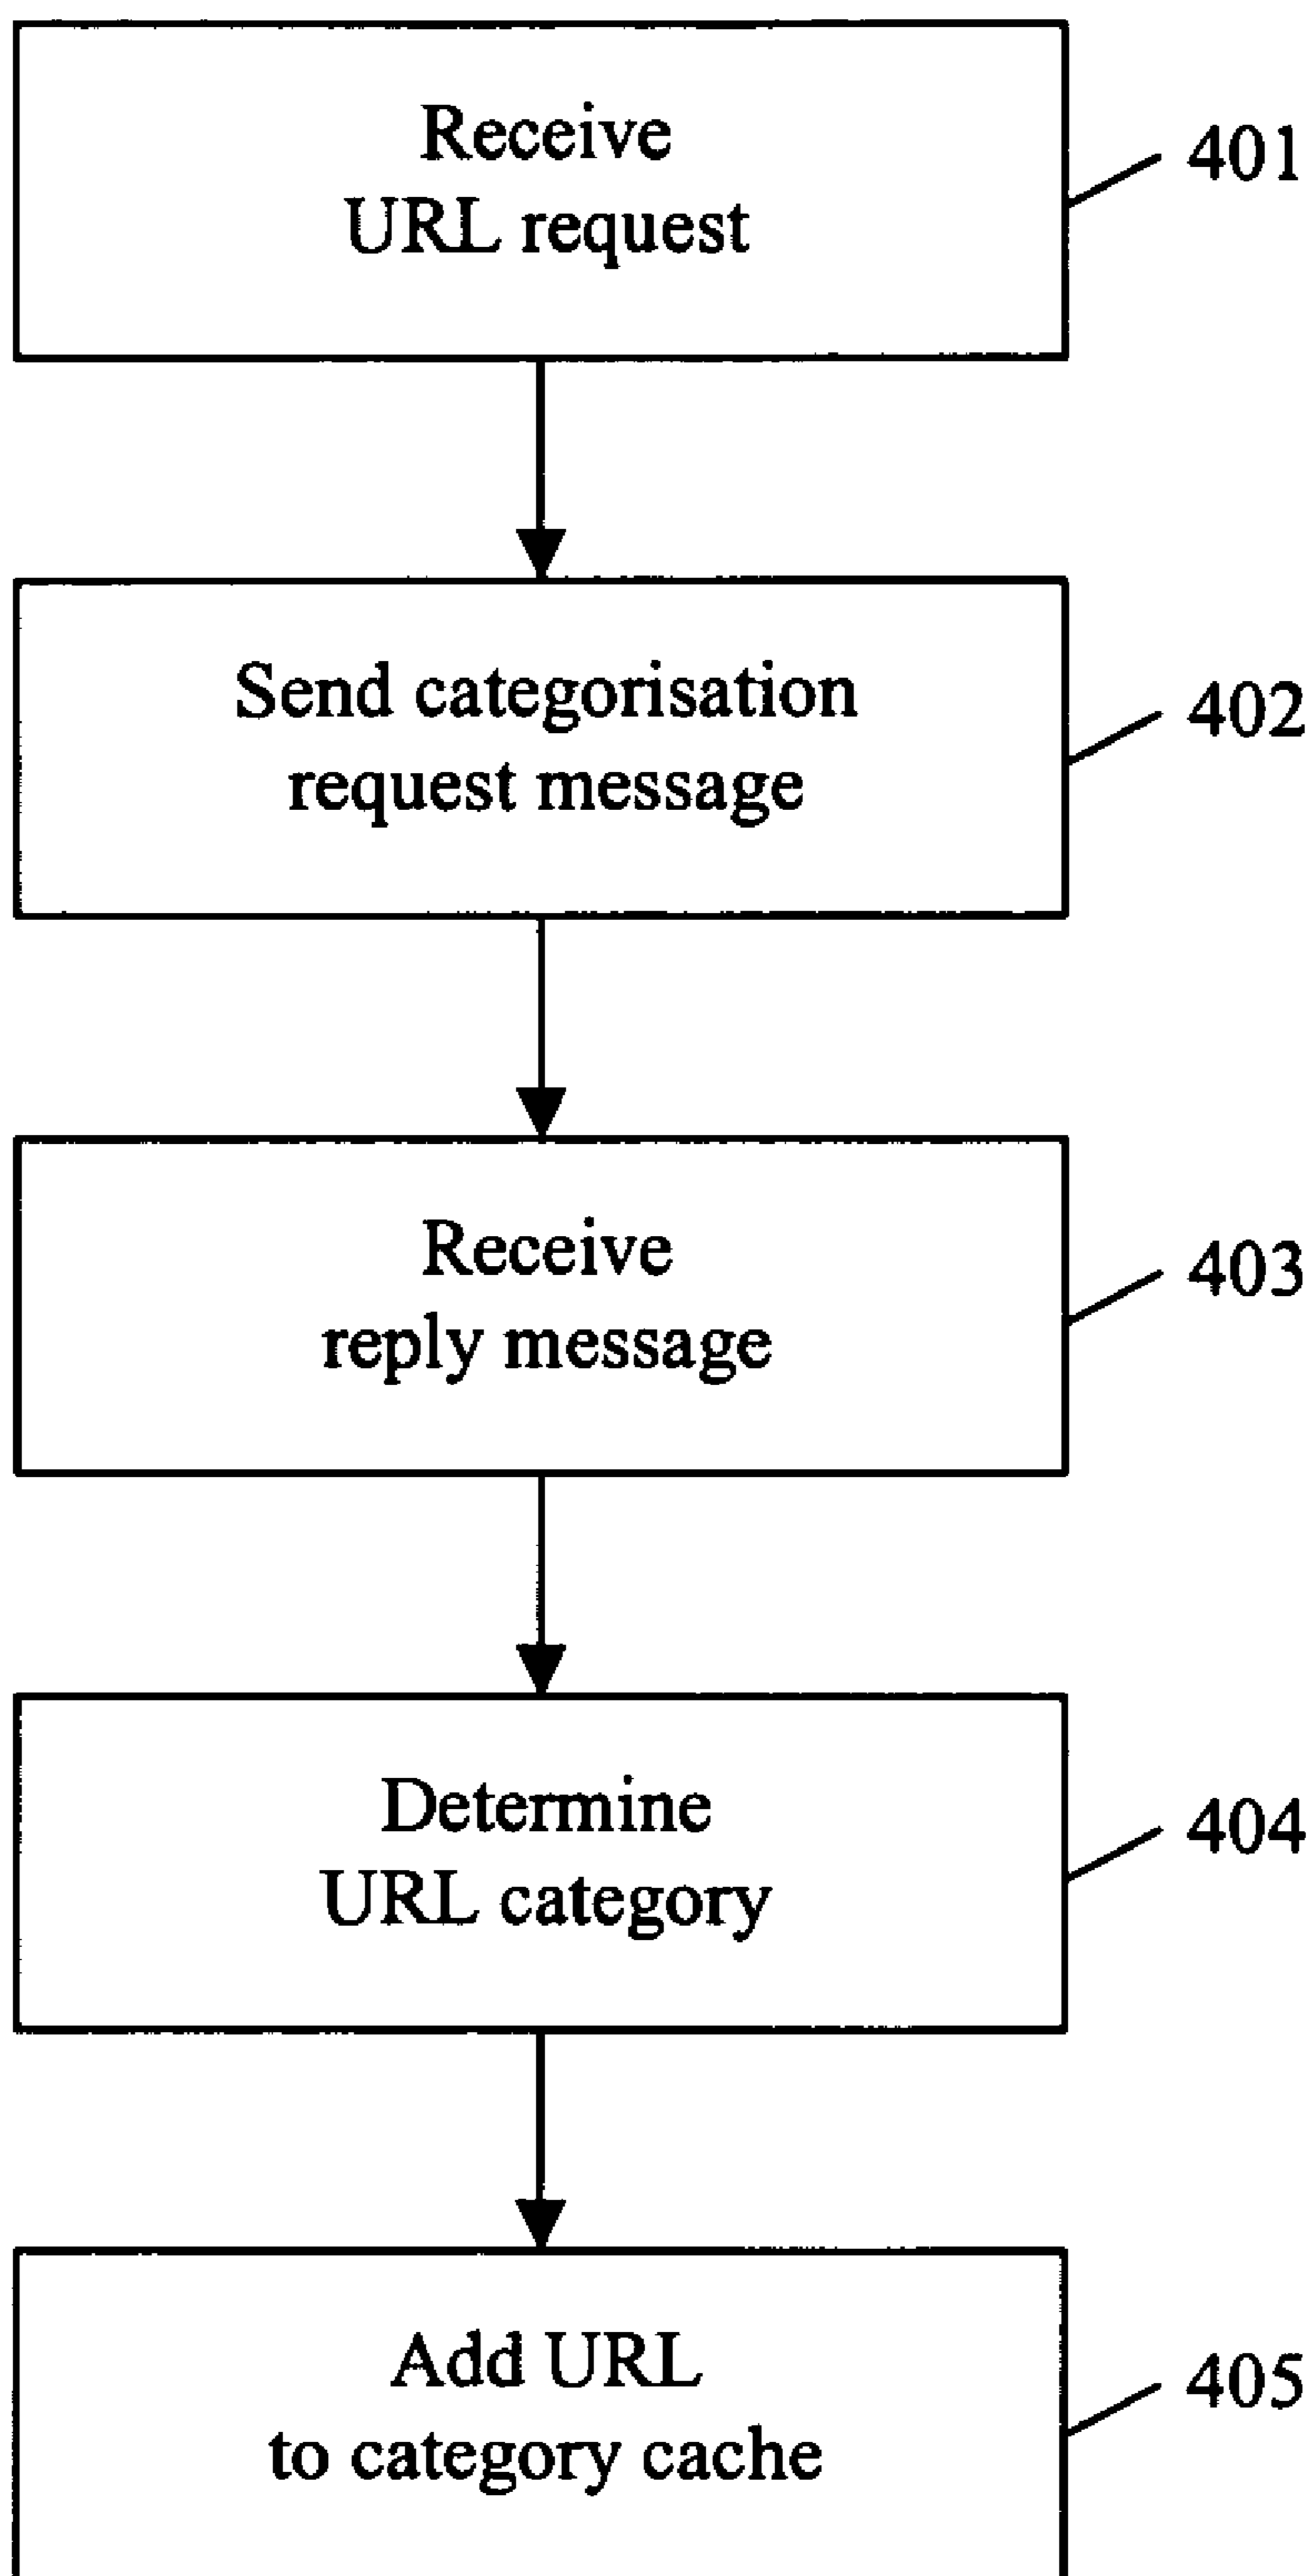 Receive
URL request
401
Send categorisation
request message
402
Receive
reply message
403
Determine
URL category
404
Add URL
to category cache
405